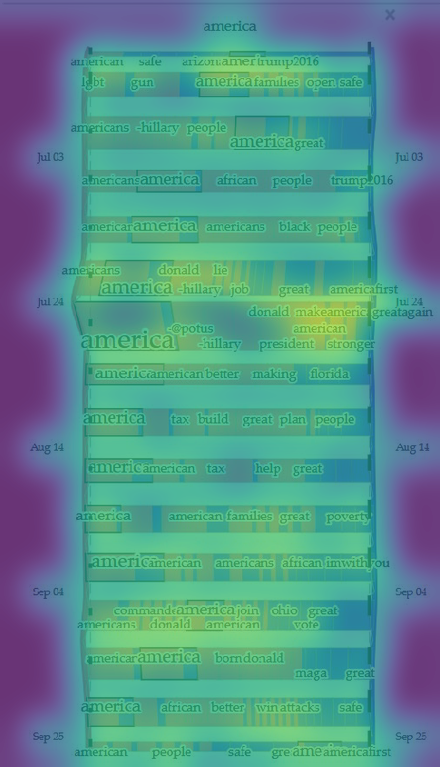 america
american safe arizona america trump2016
lgbt gun america families open safe
americans -hillary people
america great
Jul 03 Jul 03
americans america african people trump2016
american america americans black people
americans donald lie
america -hillary job great americafirst
Jul 24 Jul 24
donald makeamericagreatagain
-@potus american
america -hillary president stronger
america american better making florida
america tax build great plan people
Aug 14 Aug 14
america american tax help great
america american families great poverty
america american americans african imwithyou
Sep 04 Sep 04
command america join ohio great
americans donald american vote
american america born donald
maga great
america african better win attacks safe
Sep 25 Sep 25
american people safe great america americafirst